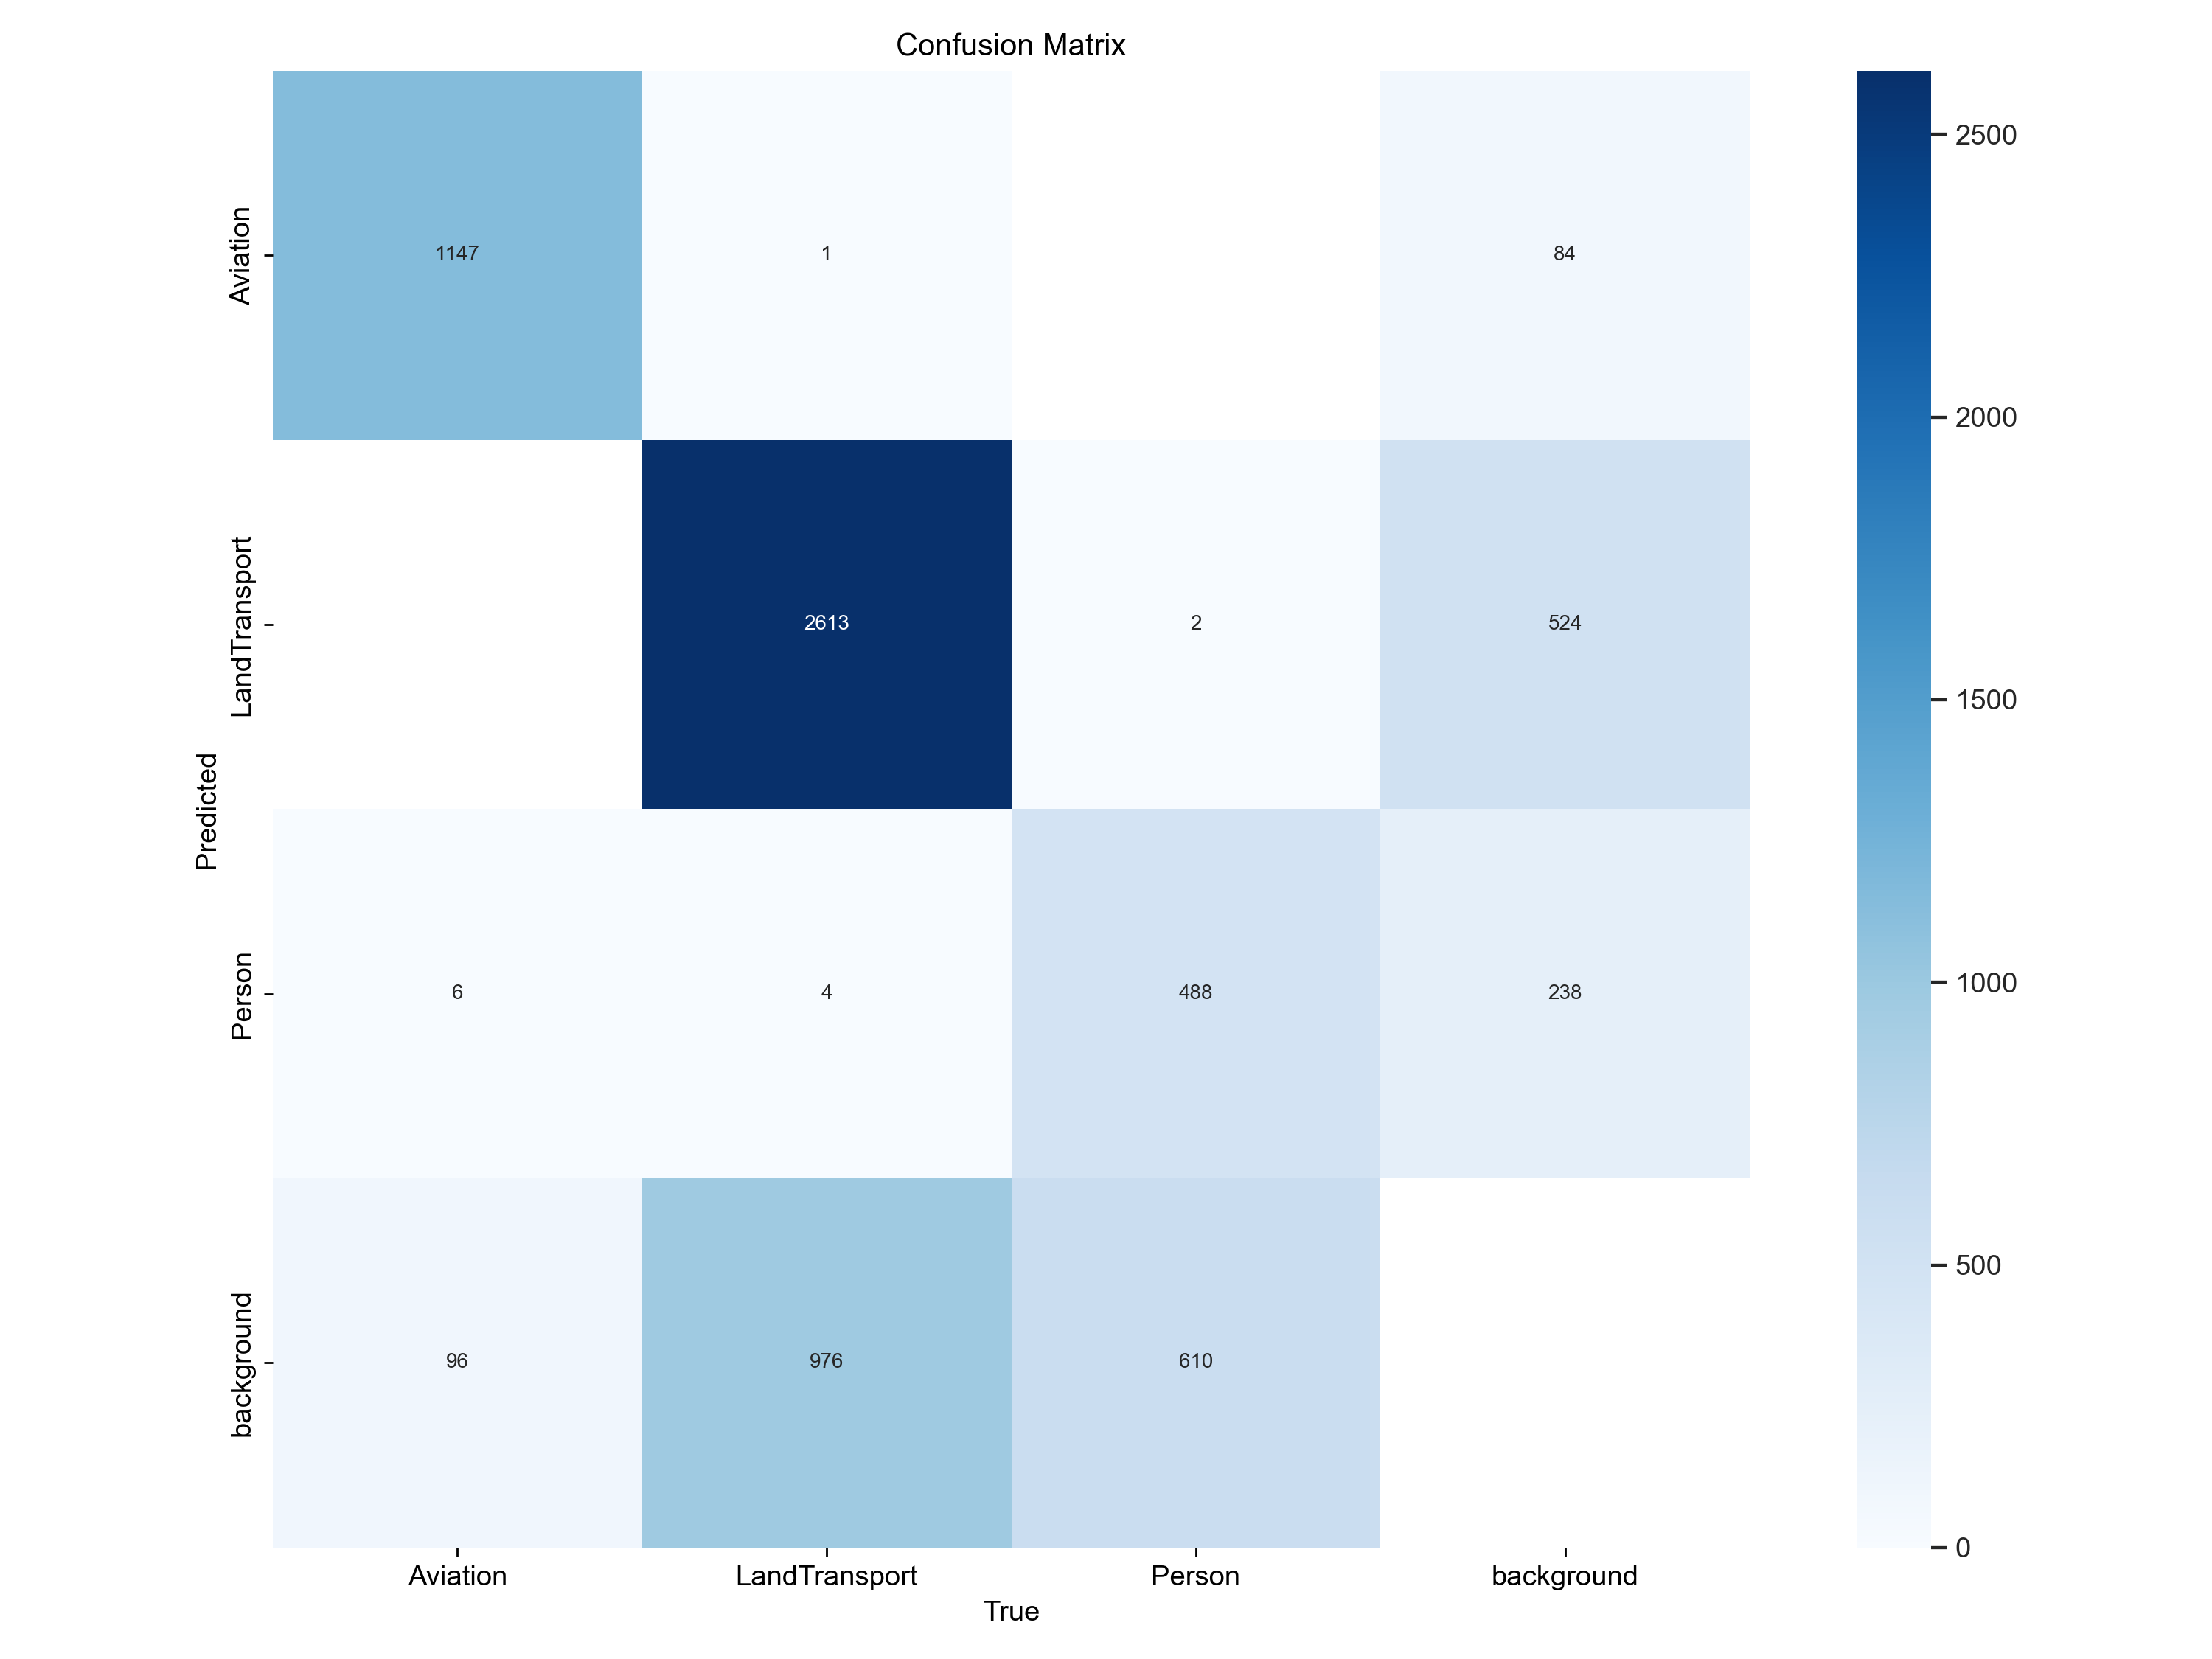 Confusion Matrix
Aviation
1147
1
84
2500
2000
LandTransport
2613
2
524
1500
Predicted
Person
6
4
488
238
1000
background
96
976
610
500
0
Aviation
LandTransport
Person
background
True